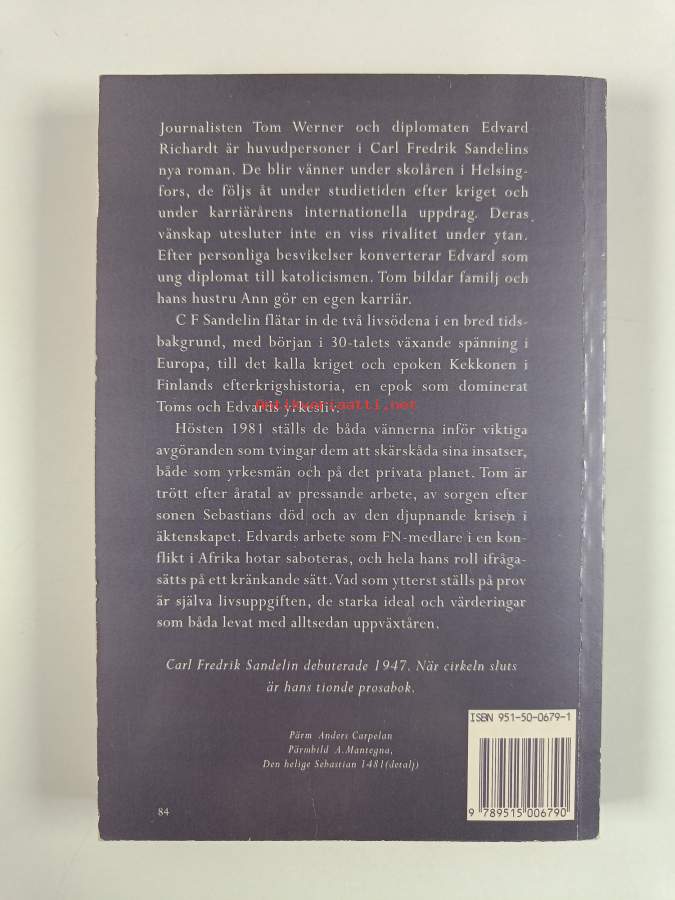 Journalisten Tom Werner och diplomaten Edvard
Richardt är huvudpersoner i Carl Fredrik Sandelins
nya roman. De blir vänner under skolåren i Helsing-
fors, de följs åt under studietiden efter kriget och
under karriärårens internationella uppdrag. Deras
vänskap utesluter inte en viss rivalitet under ytan.
Efter personliga besvikelser konverterar Edvard som
ung diplomat till katolicismen. Tom bildar familj och
hans hustru Ann gör en egen karriär.
C F Sandelin flätar in de två livsödena i en bred tids-
bakgrund, med början i 30-talets växande spänning i
Europa, till det kalla kriget och epoken Kekkonen i
Finlands efterkrigshistoria, en epok som dominerat
Toms och Edvards yrkesliv.
Antikvariaatti.net
Hösten 1981 ställs de båda vännerna inför viktiga
avgöranden som tvingar dem att skärskåda sina insatser,
både som yrkesmän och på det privata planet. Tom är
trött efter åratal av pressande arbete, av sorgen efter
sonen Sebastians död och av den djupnande krisen i
äktenskapet. Edvards arbete som FN-medlare i en kon-
flikt i Afrika hotar saboteras, och hela hans roll ifråga-
sätts på ett kränkande sätt. Vad som ytterst ställs på prov
är själva livsuppgiften, de starka ideal och värderingar
som båda levat med alltsedan uppväxtåren.
Carl Fredrik Sandelin debuterade 1947. När cirkeln sluts
är hans tionde prosabok.
Pärm Anders Carpelan
Pärmbild A.Mantegna,
Den helige Sebastian 1481(detalj)
84
ISBN 951-50-0679-1
9 789515 006790